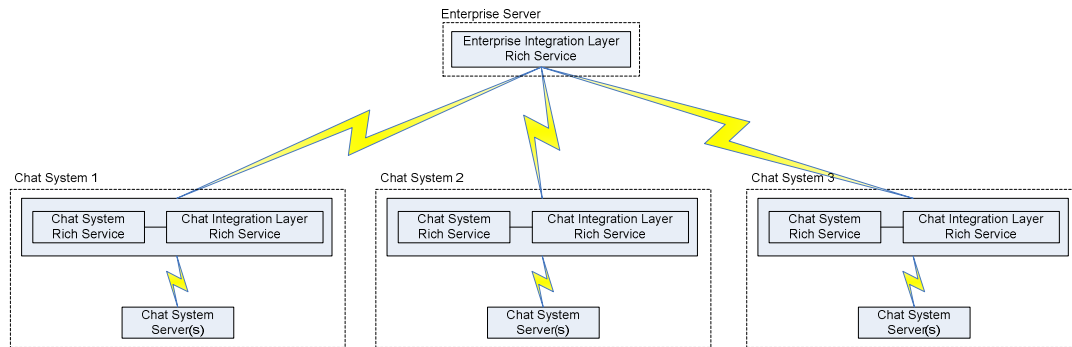 Enterprise Server
Enterprise Integration Layer
Rich Service
Chat System 1
Chat System 2
Chat System 3
Chat System
Rich Service
Chat Integration Layer
Rich Service
Chat System
Rich Service
Chat Integration Layer
Rich Service
Chat System
Rich Service
Chat Integration Layer
Rich Service
Chat System
Server(s)
Chat System
Server(s)
Chat System
Server(s)